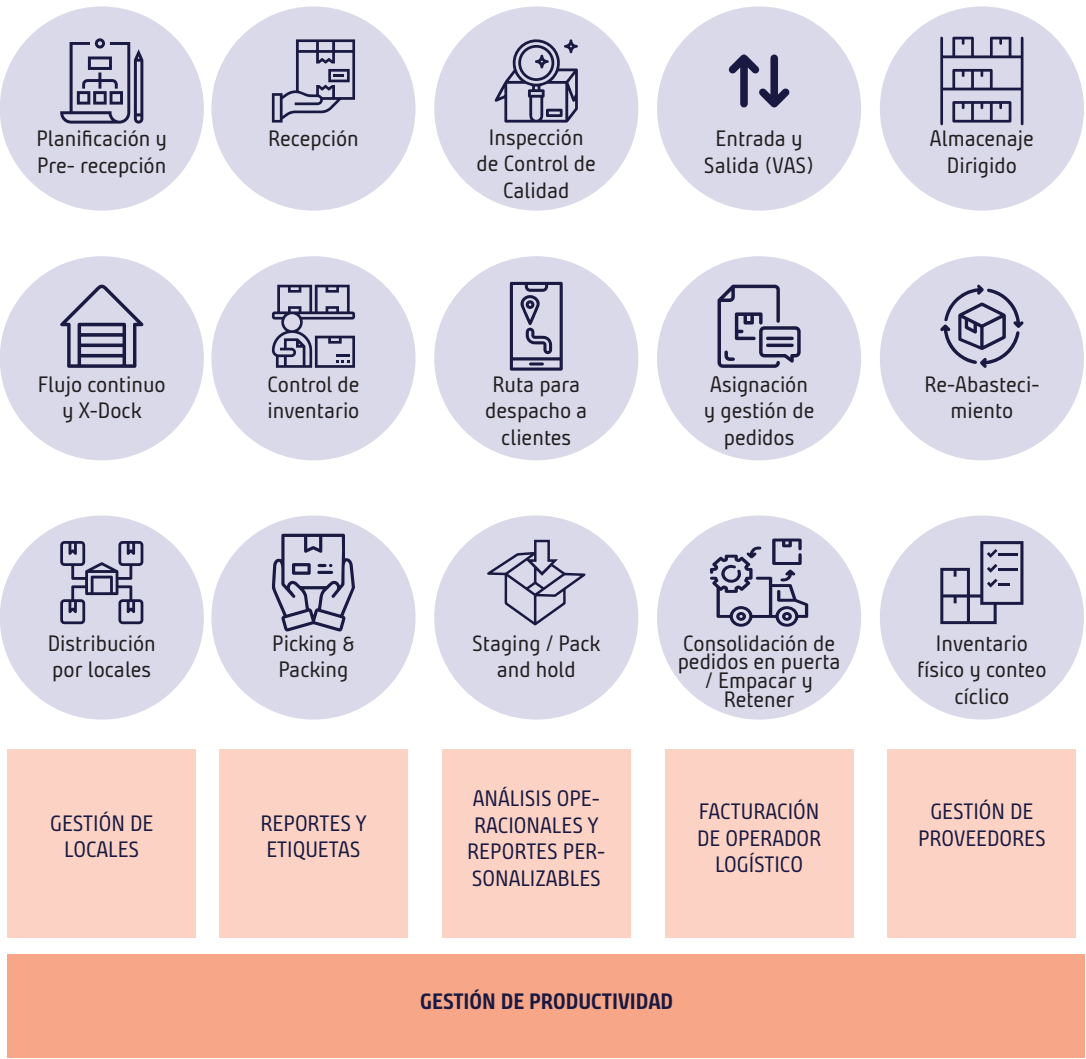 Planificación y
Pre- recepción
Recepción
Inspección
de Control de
Calidad
Entrada y
Salida (VAS)
Almacenaje
Dirigido
Flujo continuo
y X-Dock
Control de
inventario
Ruta para
despacho a
clientes
Asignación
y gestión de
pedidos
Re-Abasteci-
miento
Distribución
por locales
Picking &
Packing
Staging / Pack
and hold
Consolidación de
pedidos en puerta
/ Empacar y
Retener
Inventario
físico y conteo
cíclico
GESTIÓN DE
LOCALES
REPORTES Y
ETIQUETAS
ANÁLISIS OPE-
RACIONALES Y
REPORTES PER-
SONALIZABLES
FACTURACIÓN
DE OPERADOR
LOGÍSTICO
GESTIÓN DE
PROVEEDORES
GESTIÓN DE PRODUCTIVIDAD